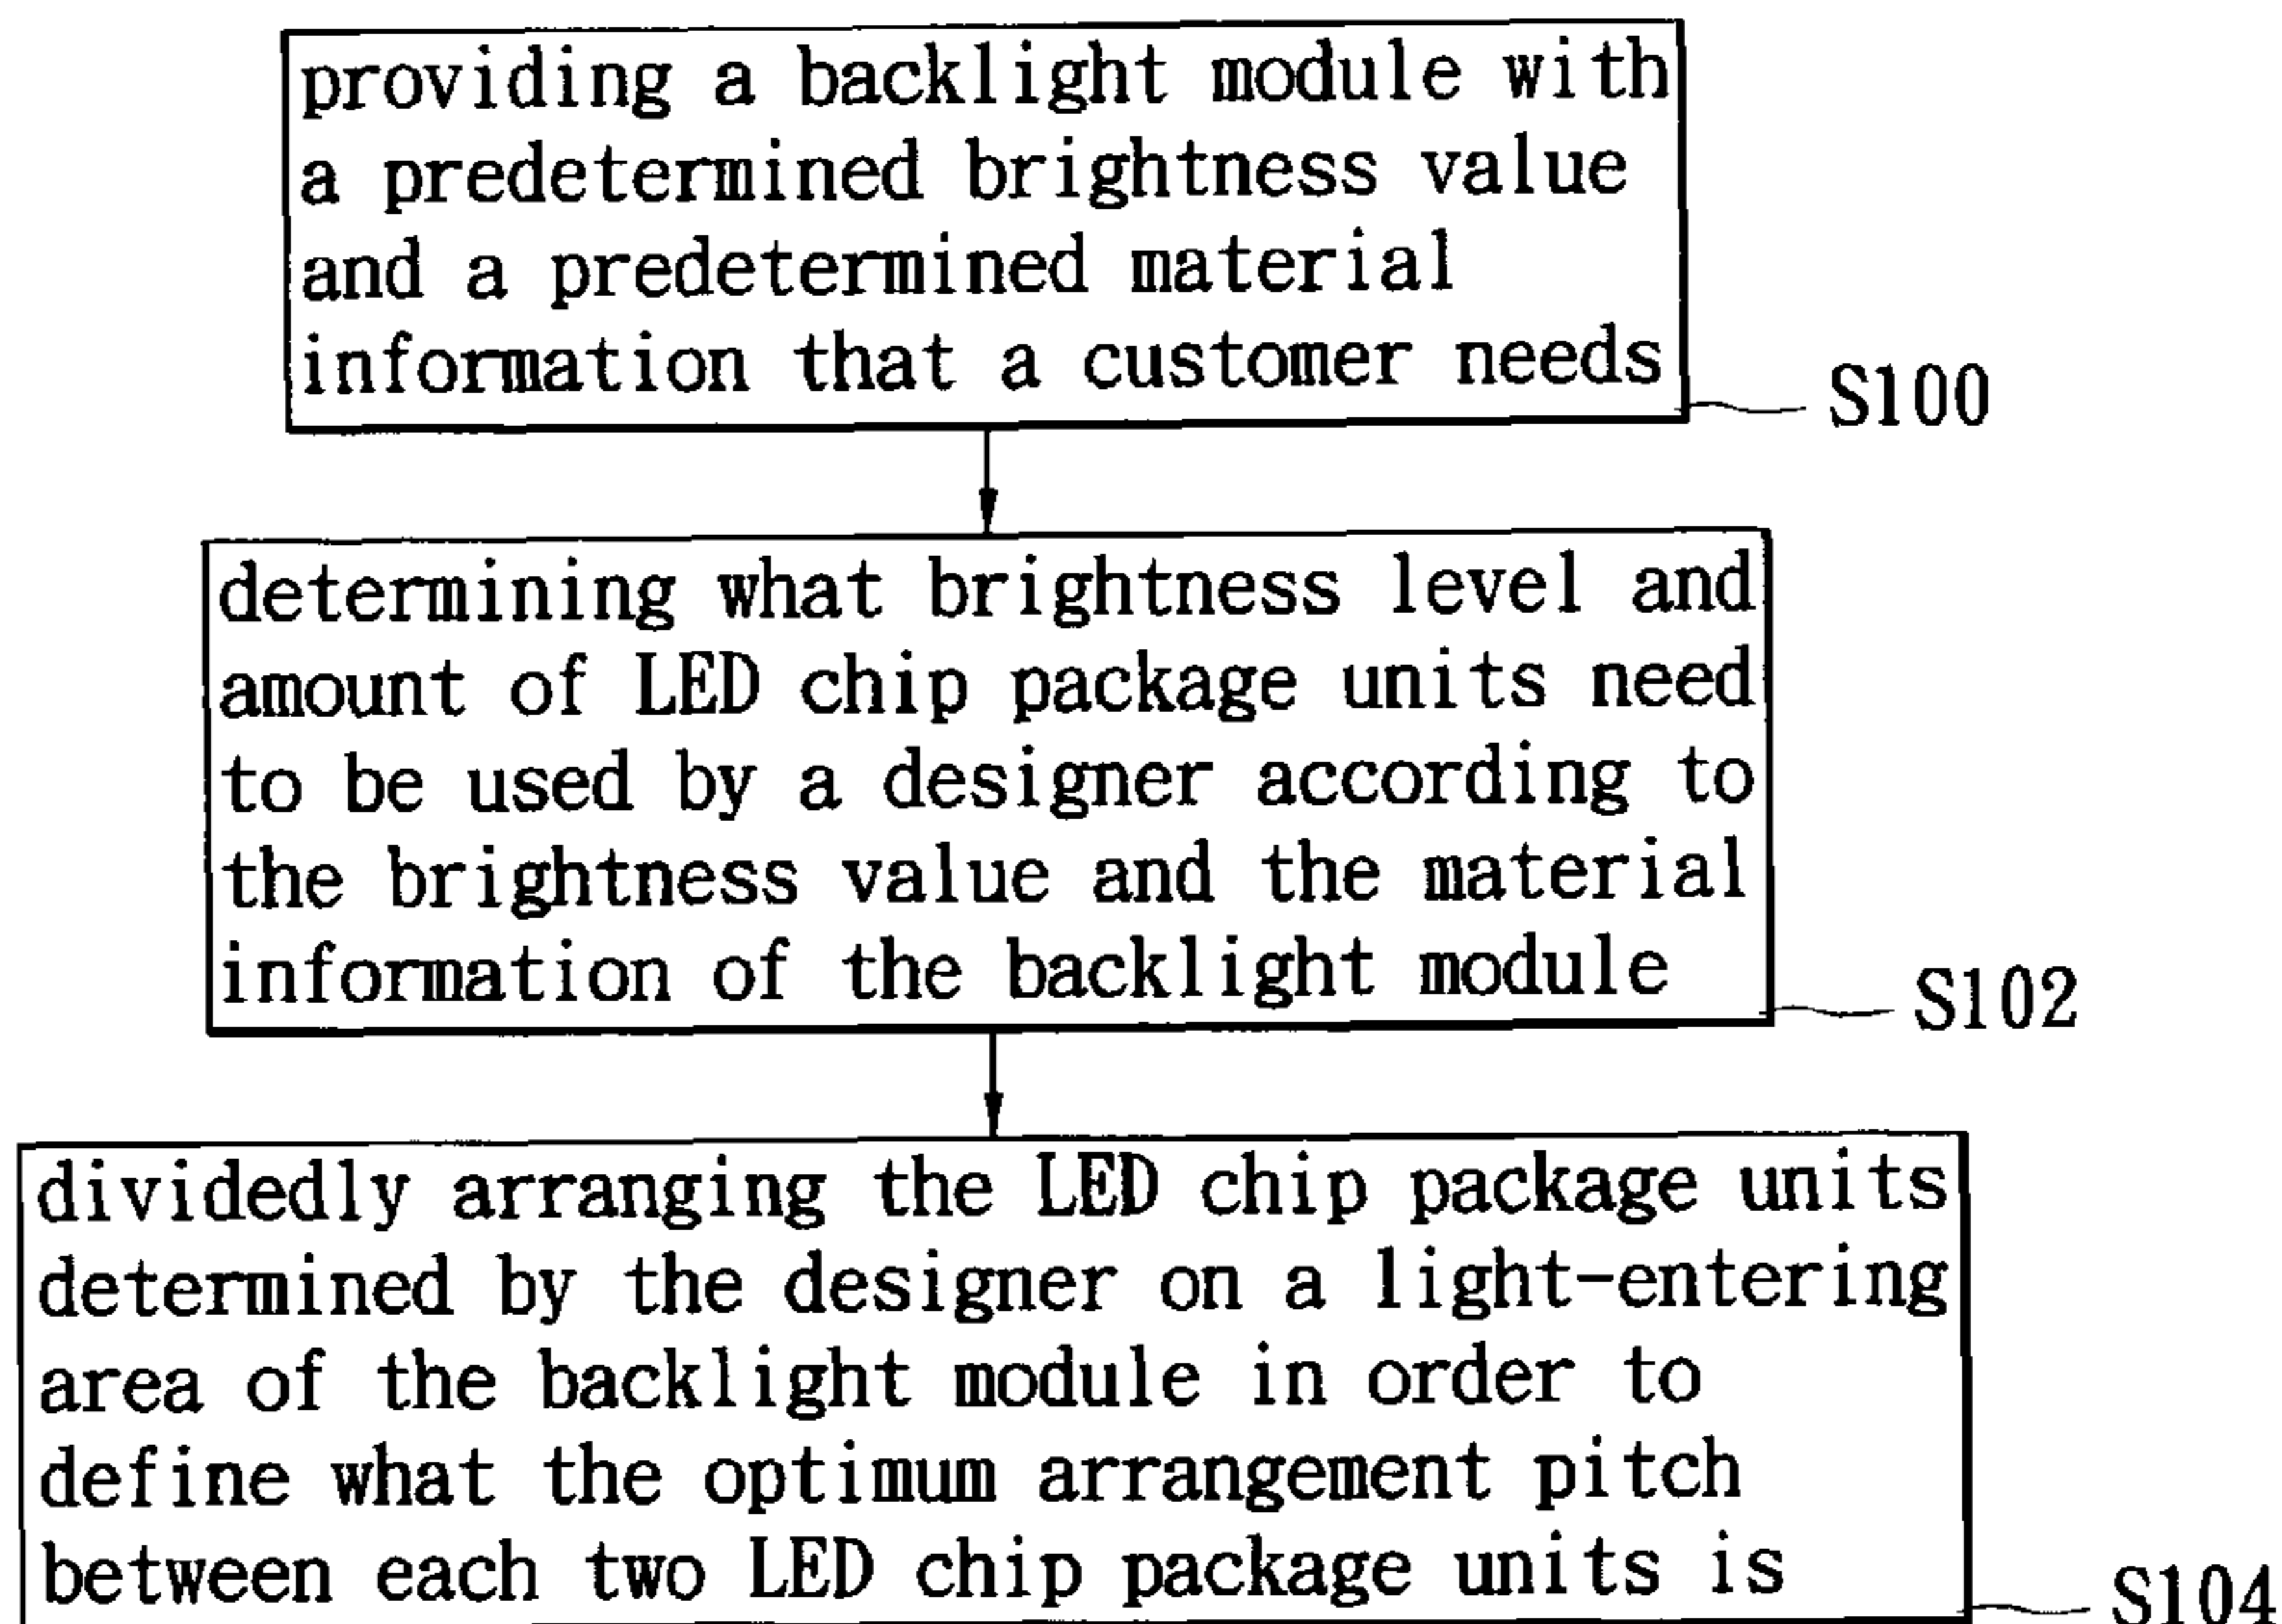 providing a backlight module with
a predetermined brightness value
and a predetermined material
information that a customer needs
S100
determining what brightness level and
amount of LED chip package units need
to be used by a designer according to
the brightness value and the material
information of the backlight module
S102
dividedly arranging the LED chip package units
determined by the designer on a light-entering
area of the backlight module in order to
define what the optimum arrangement pitch
between each two LED chip package units is
S104